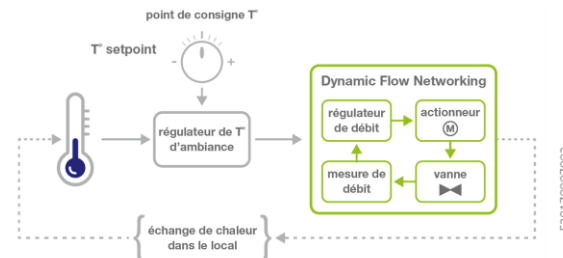 point de consigne T°
T° setpoint
- +
Dynamic Flow Networking
régulateur de T°
d'ambiance
régulateur
de débit
actionneur
M
mesure de
débit
vanne
échange de chaleur
dans le local